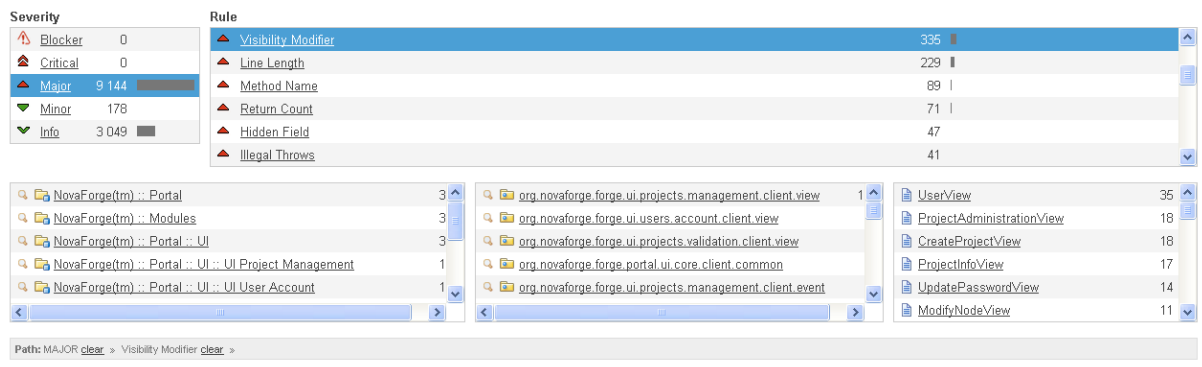 Severity
Rule
Blocker 0
Critical 0
Major 9 144
Minor 178
Info 3 049
Visibility Modifier 335
Line Length 229
Method Name 89
Return Count 71
Hidden Field 47
Illegal Throws 41
NovaForge(tm) :: Portal 3
NovaForge(tm) :: Modules 3
NovaForge(tm) :: Portal :: UI 3
NovaForge(tm) :: Portal :: UI :: UI Project Management 1
NovaForge(tm) :: Portal :: UI :: UI User Account 1
org.novaforge.forge.ui.projects.management.client.view 1
org.novaforge.forge.ui.users.account.client.view
org.novaforge.forge.ui.projects.validation.client.view
org.novaforge.forge.portal.ui.core.client.common
org.novaforge.forge.ui.projects.management.client.event
UserView 35
ProjectAdministrationView 18
CreateProjectView 18
ProjectInfoView 17
UpdatePasswordView 14
ModifyNodeView 11
Path: MAJOR clear » Visibility Modifier clear »